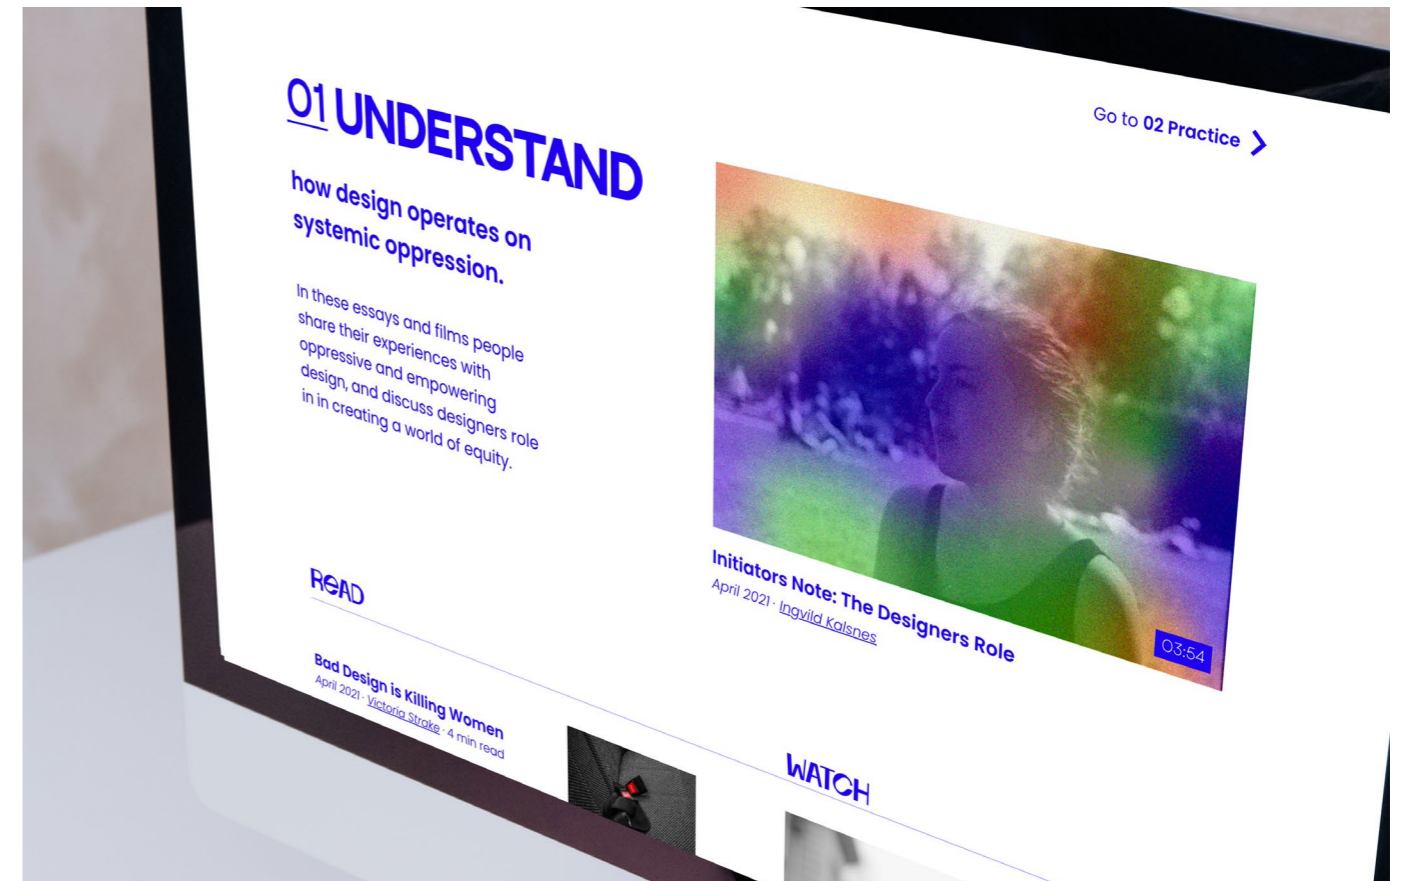 01 UNDERSTAND
how design operates on
systemic oppression.
In these essays and films people
share their experiences with
oppressive and empowering
design, and discuss designers role
in in creating a world of equity.
Go to 02 Practice
03:54
Initiators Note: The Designers Role
April 2021 · Ingvild Kalsnes
READ
Bad Design is Killing Women
April 2021 · Victoria Strake · 4 min read
WATCH